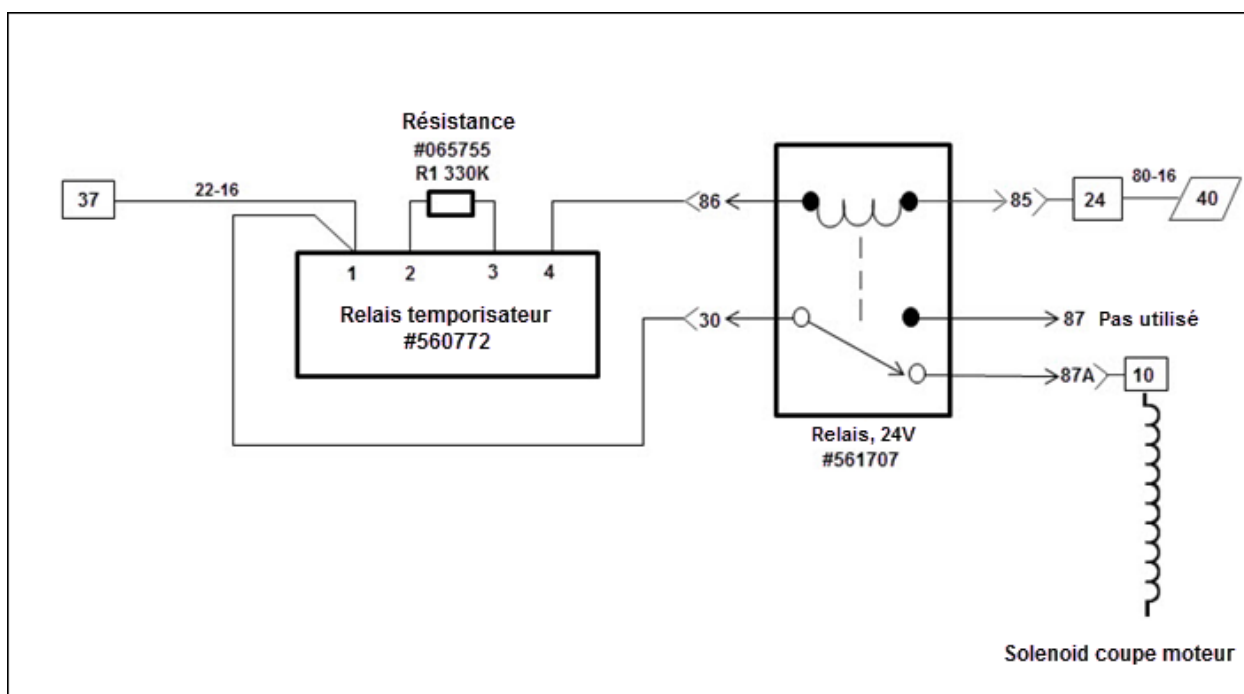 Résistance
#065755
R1 330K
37
22-16
1 2 3 4
Relais temporisateur
#560772
86
85
24
80-16
40
30
87 Pas utilisé
87A
10
Relais, 24V
#561707
Solenoid coupe moteur